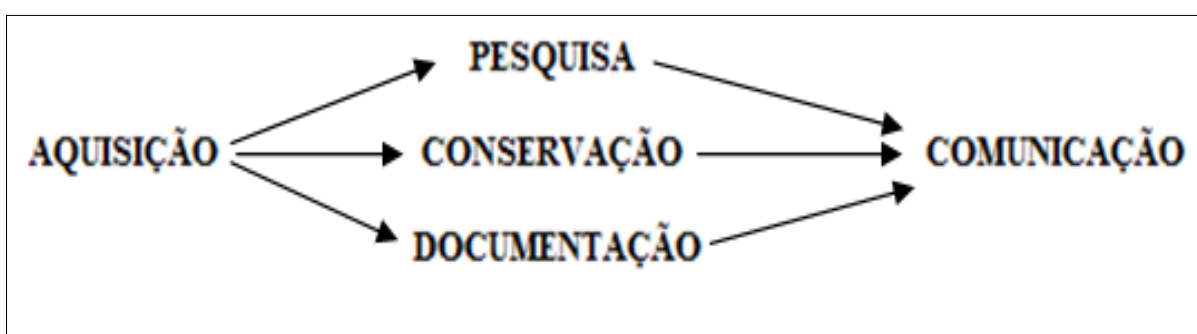 PESQUISA
AQUISIÇÃO CONSERVAÇÃO COMUNICAÇÃO
DOCUMENTAÇÃO